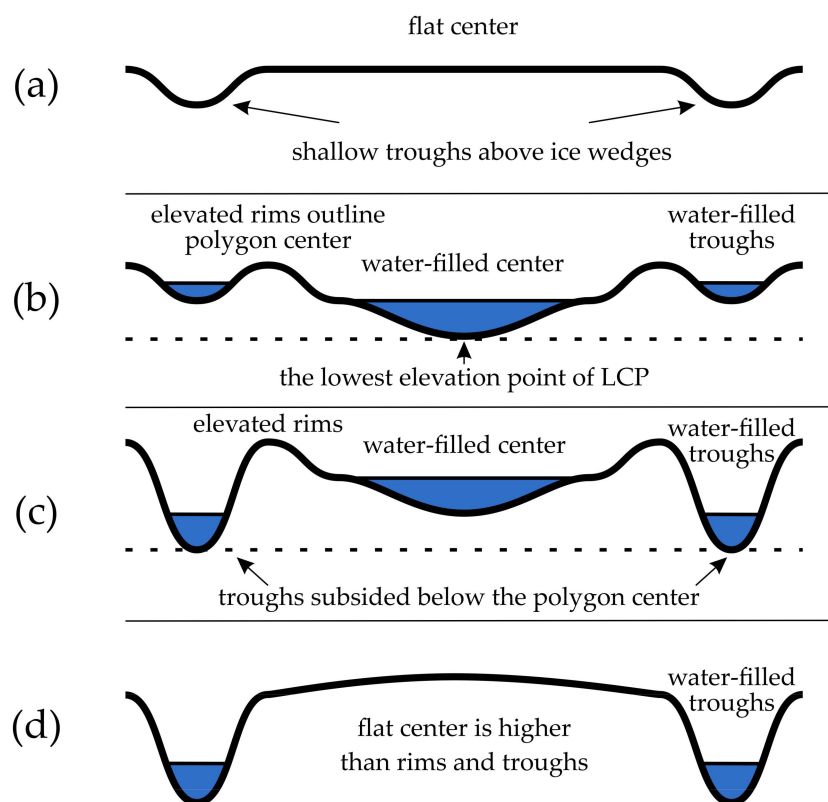 flat center
(a)
shallow troughs above ice wedges
elevated rims outline
polygon center
water-filled
troughs
water-filled center
(b)
the lowest elevation point of LCP
elevated rims
water-filled center
water-filled
troughs
(c)
troughs subsided below the polygon center
water-filled
troughs
(d)
flat center is higher
than rims and troughs